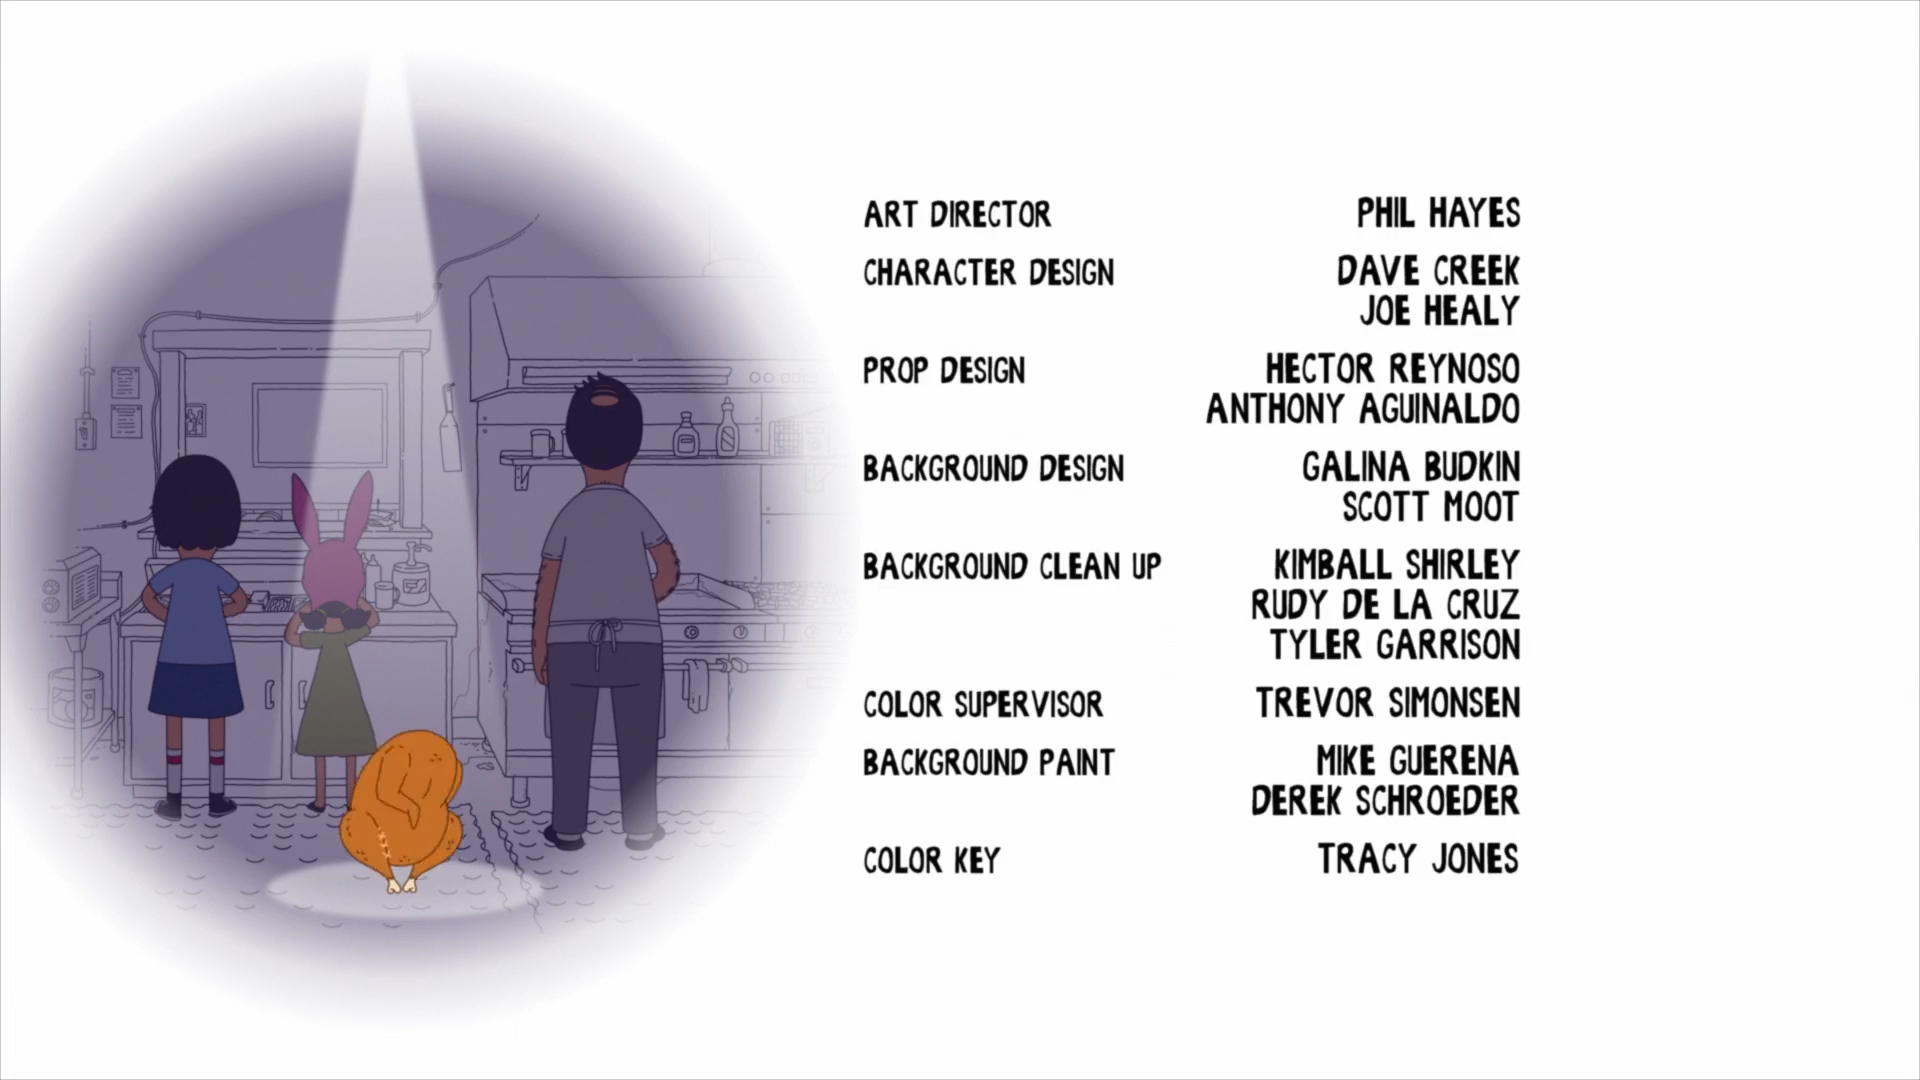 ART DIRECTOR PHIL HAYES
CHARACTER DESIGN DAVE CREEK
JOE HEALY
PROP DESIGN HECTOR REYNOSO
ANTHONY AGUINALDO
BACKGROUND DESIGN GALINA BUDKIN
SCOTT MOOT
BACKGROUND CLEAN UP KIMBALL SHIRLEY
RUDY DE LA CRUZ
TYLER GARRISON
COLOR SUPERVISOR TREVOR SIMONSEN
BACKGROUND PAINT MIKE GUERENA
DEREK SCHROEDER
COLOR KEY TRACY JONES